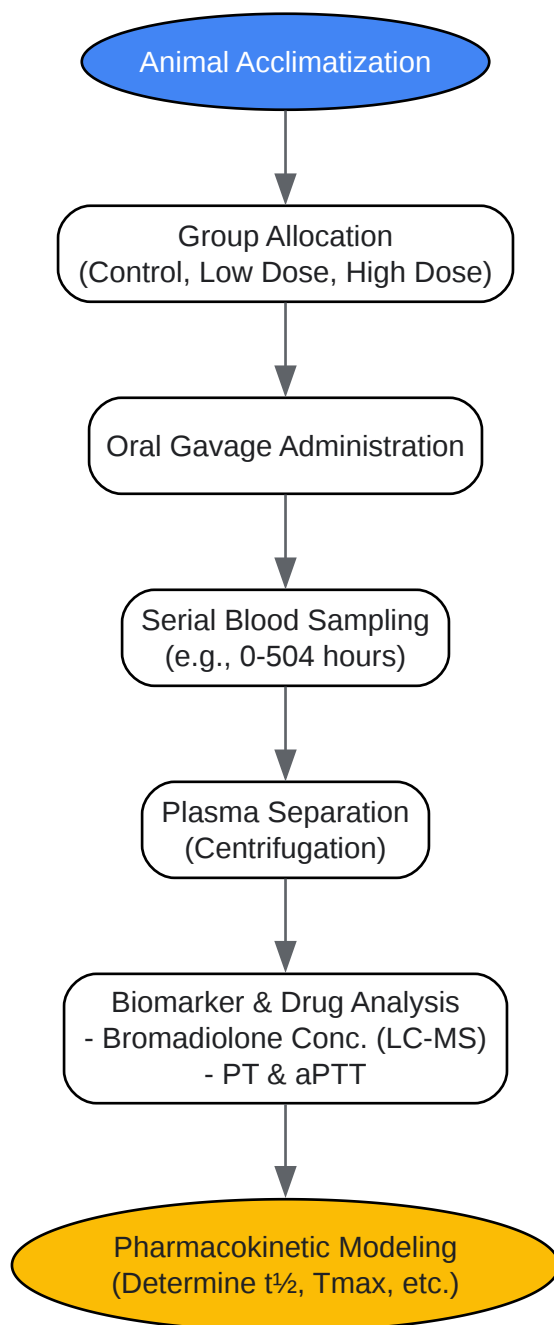 Animal Acclimatization
Group Allocation
(Control, Low Dose, High Dose)
Oral Gavage Administration
Serial Blood Sampling
(e.g., 0-504 hours)
Plasma Separation
(Centrifugation)
Biomarker & Drug Analysis
- Bromadiolone Conc. (LC-MS)
- PT & aPTT
Pharmacokinetic Modeling
(Determine t½, Tmax, etc.)